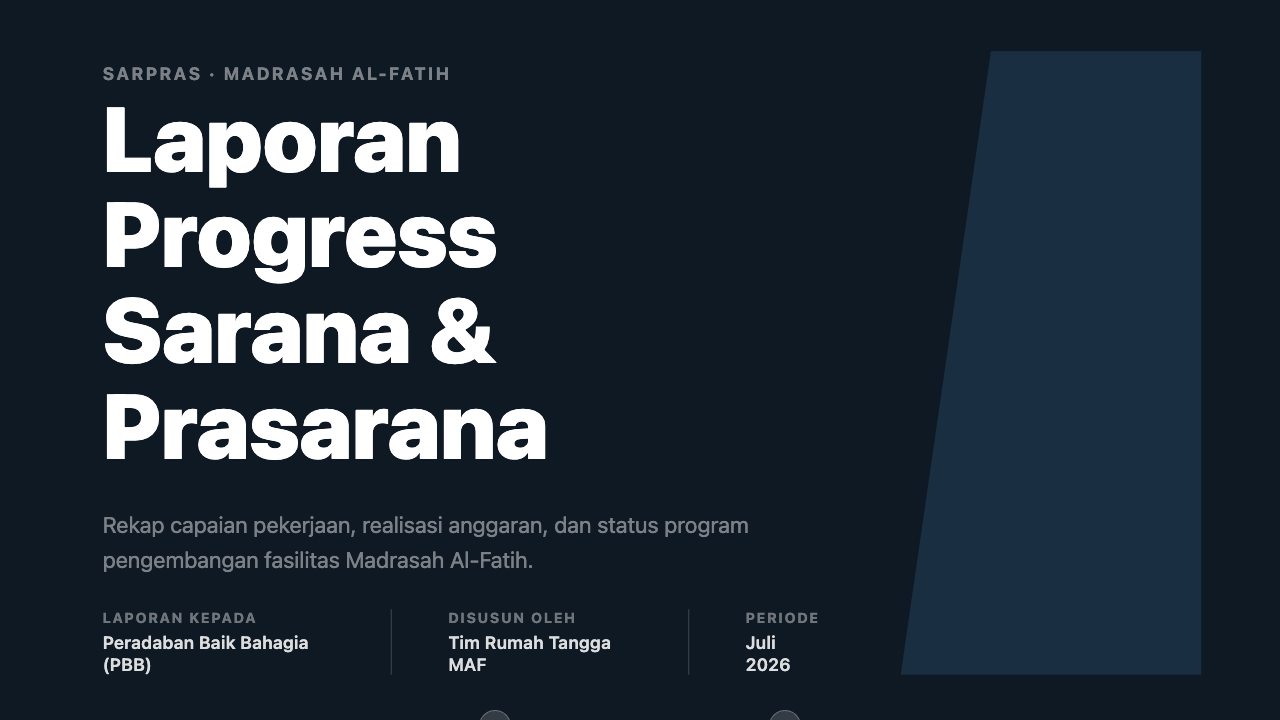 SARPRAS · MADRASAH AL-FATIH
Laporan
Progress
Sarana &
Prasarana
Rekap capaian pekerjaan, realisasi anggaran, dan status program
pengembangan fasilitas Madrasah Al-Fatih.
LAPORAN KEPADA
Peradaban Baik Bahagia
(PBB)
DISUSUN OLEH
Tim Rumah Tangga
MAF
PERIODE
Juli
2026